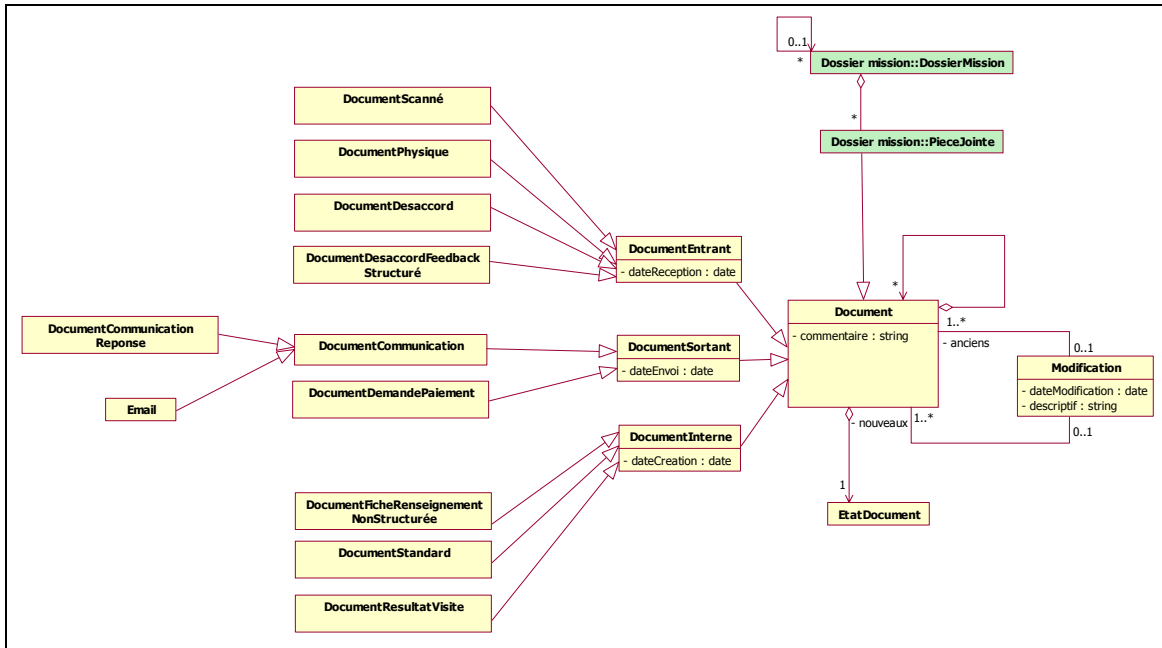 0..1
*
Dossier mission::DossierMission
*
Dossier mission::PieceJointe
DocumentScanné
DocumentPhysique
DocumentDesaccord
DocumentDesaccordFeedback
Structuré
DocumentEntrant
- dateReception : date
*
Document
- commentaire : string
1..*
- anciens
0..1
Modification
- dateModification : date
- descriptif : string
0..1
1..*
- nouveaux
DocumentCommunication
Reponse
DocumentCommunication
DocumentSortant
- dateEnvoi : date
DocumentDemandePaiement
Email
DocumentInterne
- dateCreation : date
1
EtatDocument
DocumentFicheRenseignement
NonStructurée
DocumentStandard
DocumentResultatVisite